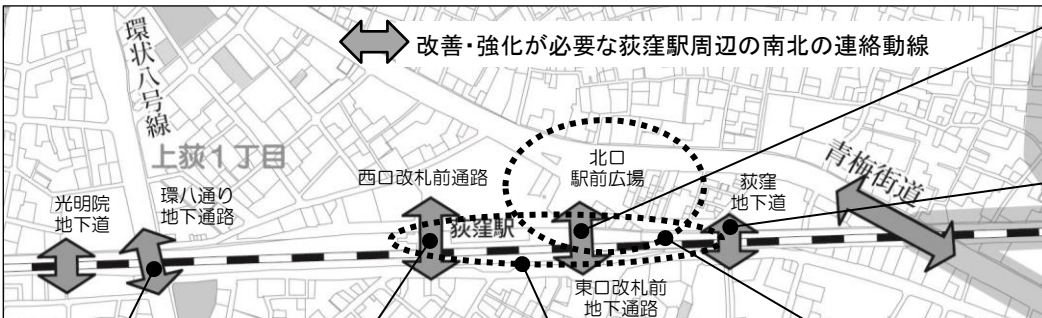 改善・強化が必要な荻窪駅周辺の南北の連絡動線
環状八号線
上荻1丁目
光明院
地下道
環八通り
地下通路
西口改札前通路
北口
駅前広場
荻窪
地下道
青梅街道
荻窪駅
東口改札前
地下通路